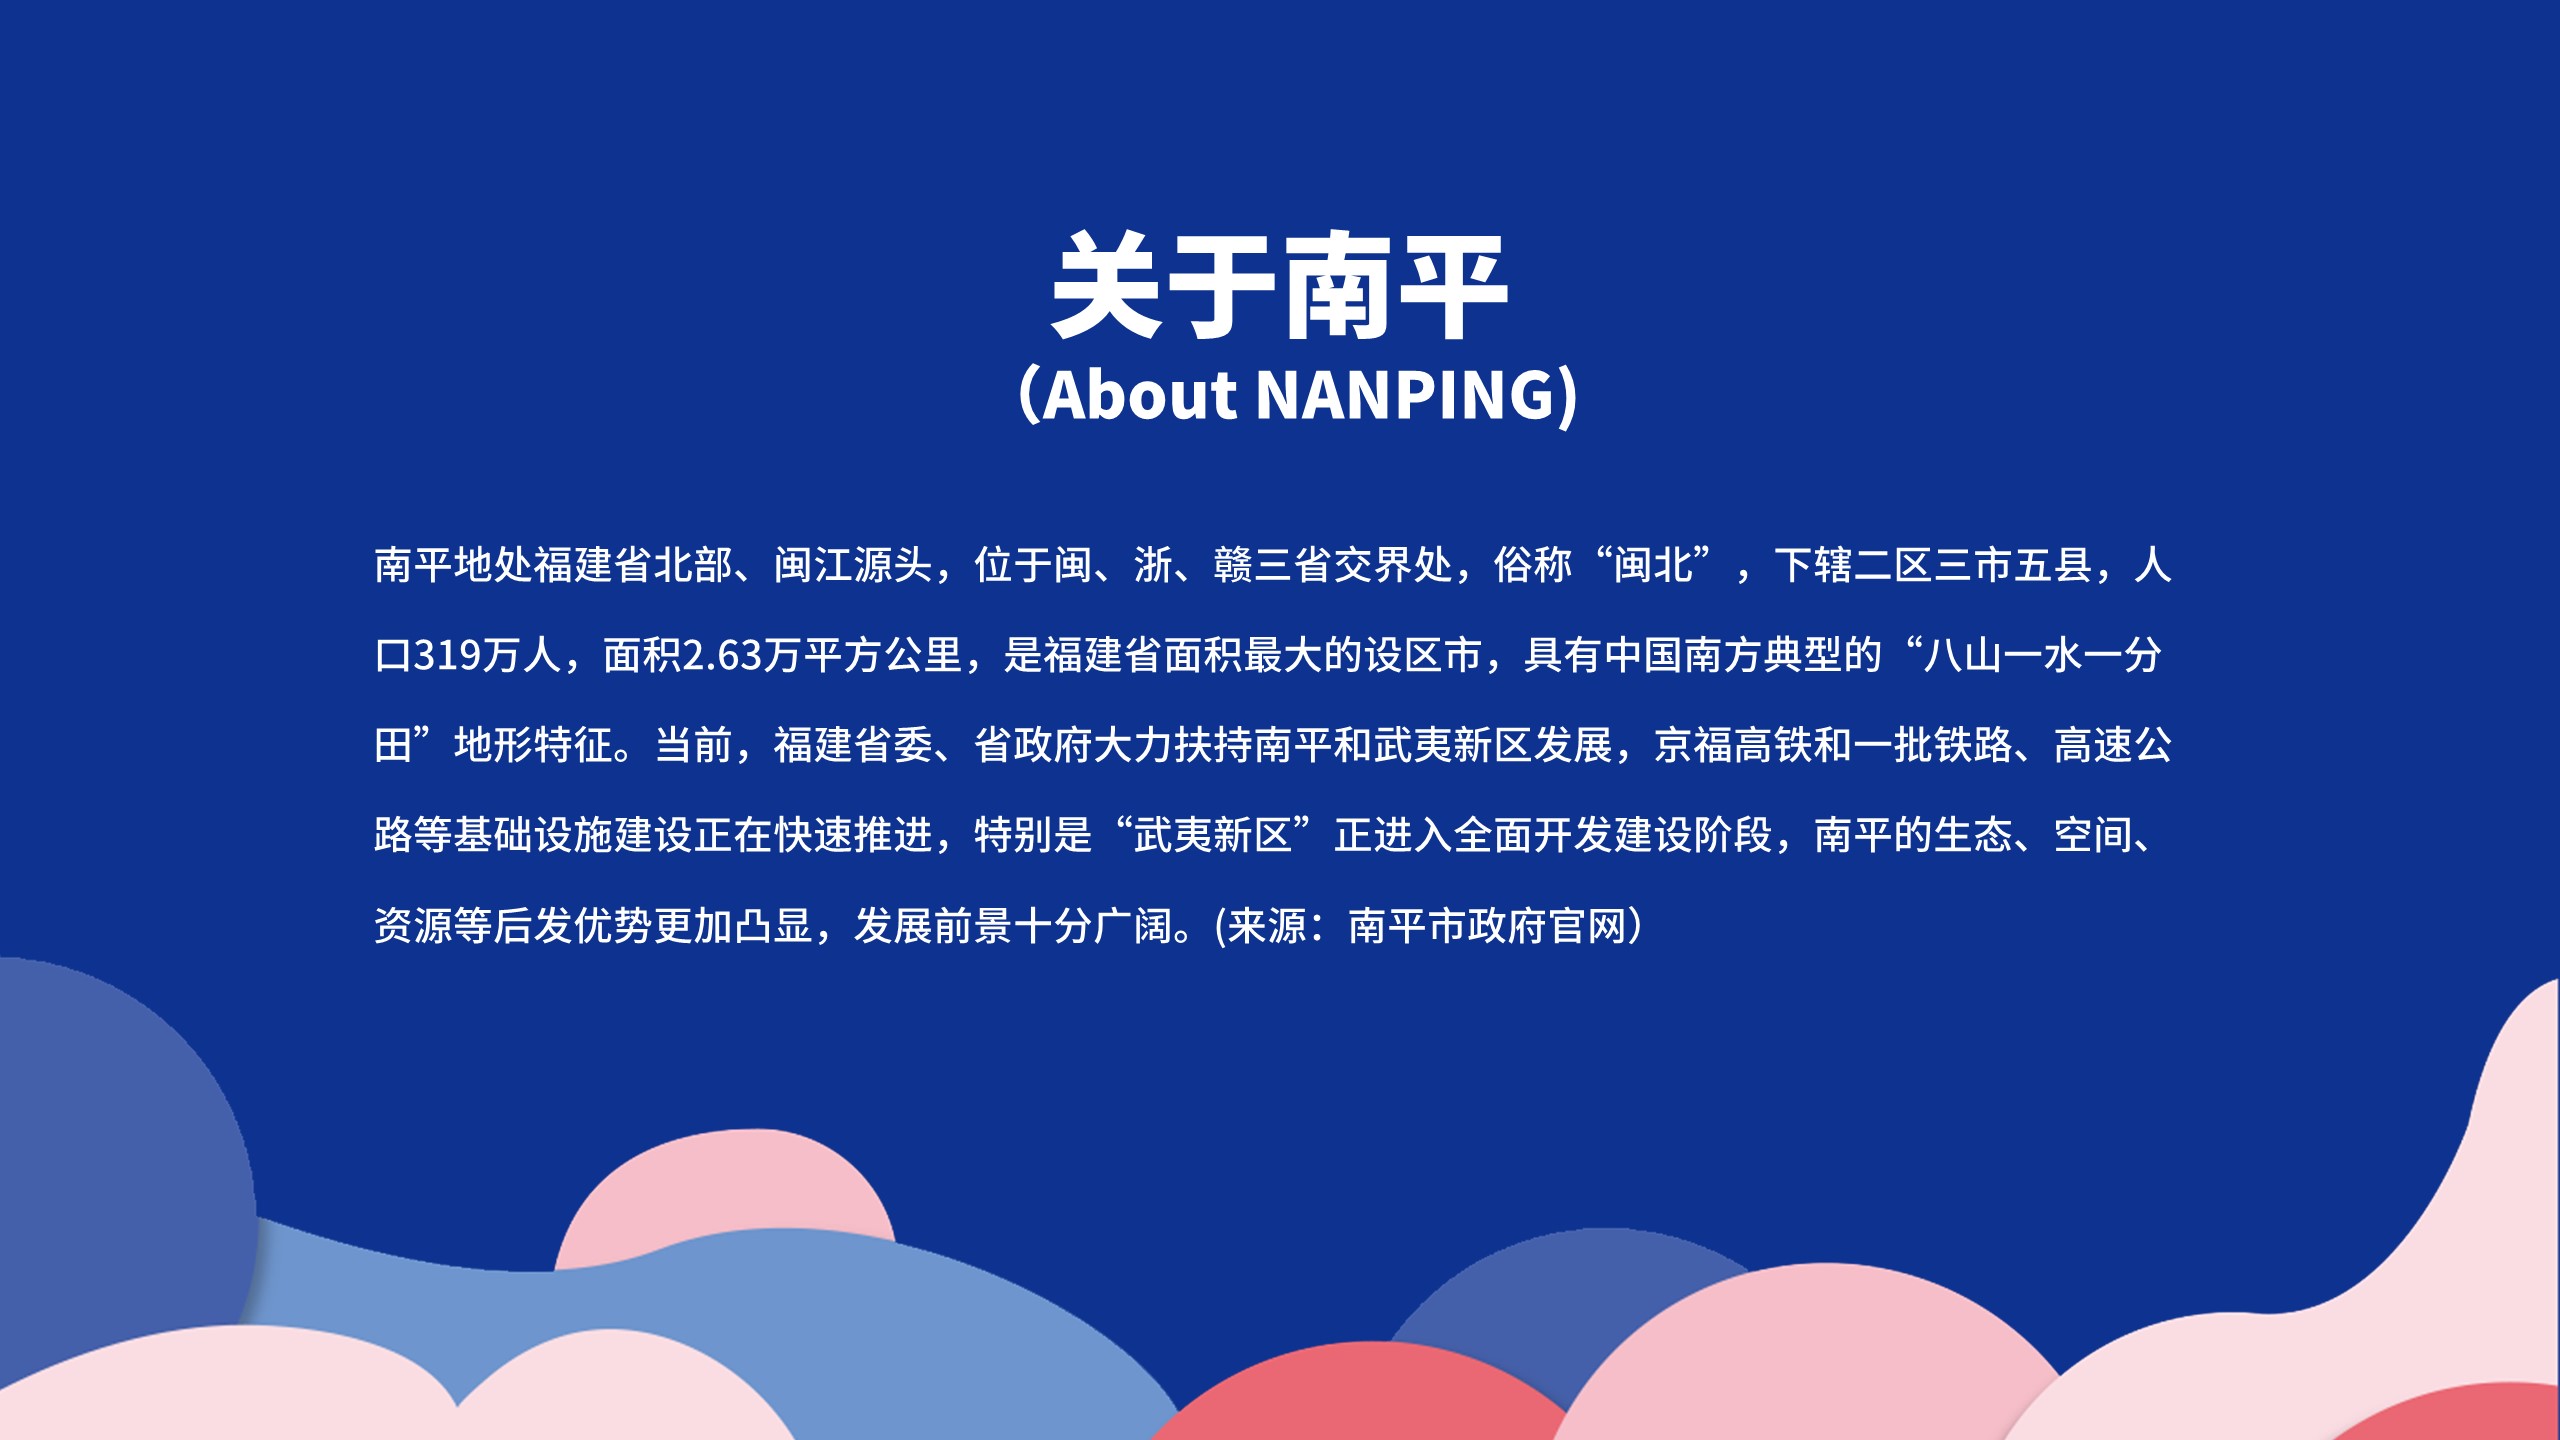 关于南平
（About NANPING)
南平地处福建省北部、闽江源头，位于闽、浙、赣三省交界处，俗称“闽北”，下辖二区三市五县，人
口319万人，面积2.63万平方公里，是福建省面积最大的设区市，具有中国南方典型的“八山一水一分
田”地形特征。当前，福建省委、省政府大力扶持南平和武夷新区发展，京福高铁和一批铁路、高速公
路等基础设施建设正在快速推进，特别是“武夷新区”正进入全面开发建设阶段，南平的生态、空间、
资源等后发优势更加凸显，发展前景十分广阔。(来源：南平市政府官网）